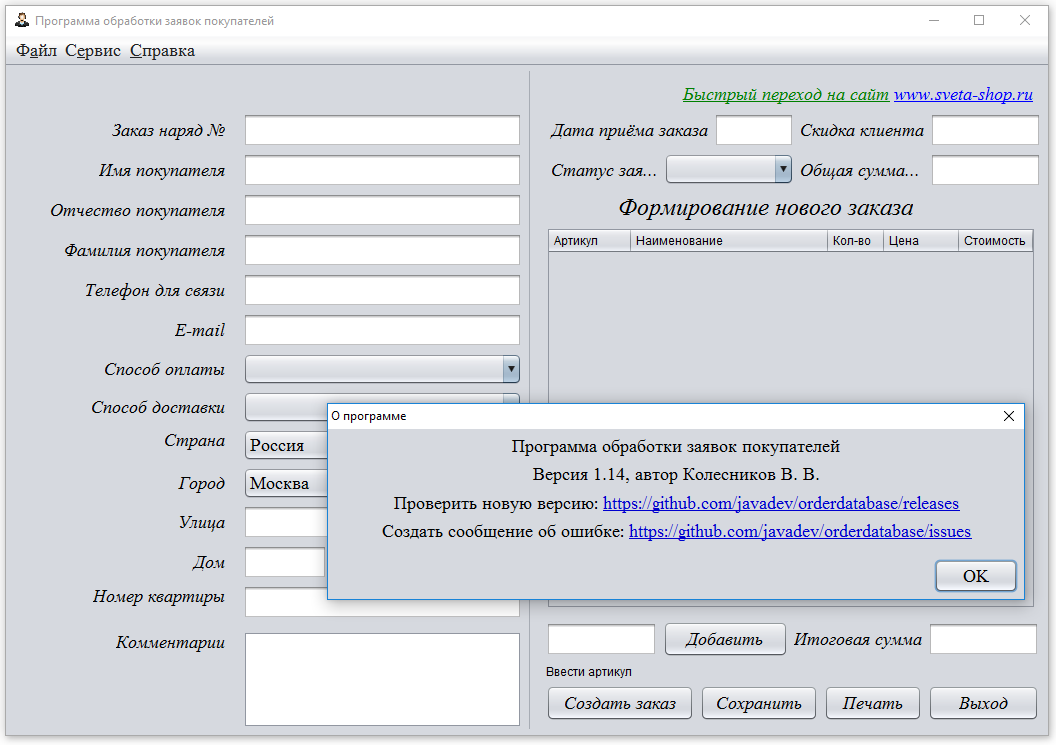 Программа обработки заявок покупателей
Файл Сервис Справка
Быстрый переход на сайт www.sveta-shop.ru
Заказ наряд №
Дата приёма заказа
Скидка клиента
Имя покупателя
Статус зая...
Общая сумма...
Отчество покупателя
Формирование нового заказа
Фамилия покупателя
Артикул Наименование Кол-во Цена Стоимость
Телефон для связи
E-mail
Способ оплаты
Способ доставки
Страна
Россия
Город
Москва
Улица
Дом
Номер квартиры
Комментарии
О программе
Программа обработки заявок покупателей
Версия 1.14, автор Колесников В. В.
Проверить новую версию: https://github.com/javadev/orderdatabase/releases
Создать сообщение об ошибке: https://github.com/javadev/orderdatabase/issues
OK
Добавить
Итоговая сумма
Ввести артикул
Создать заказ
Сохранить
Печать
Выход